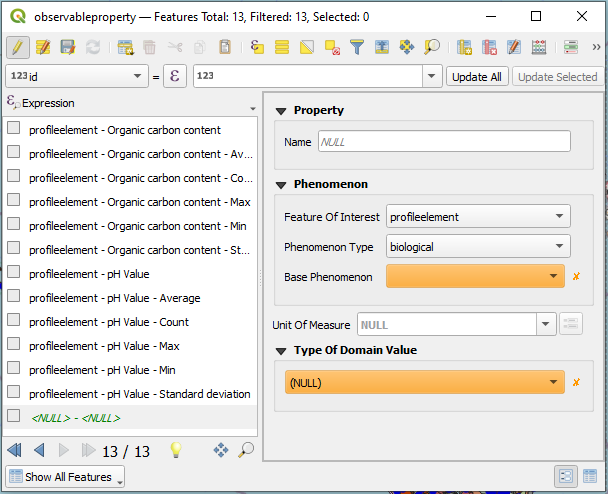 observableproperty — Features Total: 13, Filtered: 13, Selected: 0
123 id = ε 123 Update All Update Selected
Expression
profileelement - Organic carbon content
profileelement - Organic carbon content - Av...
profileelement - Organic carbon content - Co...
profileelement - Organic carbon content - Max
profileelement - Organic carbon content - Min
profileelement - Organic carbon content - St...
profileelement - pH Value
profileelement - pH Value - Average
profileelement - pH Value - Count
profileelement - pH Value - Max
profileelement - pH Value - Min
profileelement - pH Value - Standard deviation
<NULL> - <NULL>
13 / 13
Show All Features
Property
Name NULL
Phenomenon
Feature Of Interest profileelement
Phenomenon Type biological
Base Phenomenon
Unit Of Measure NULL
Type Of Domain Value
(NULL)